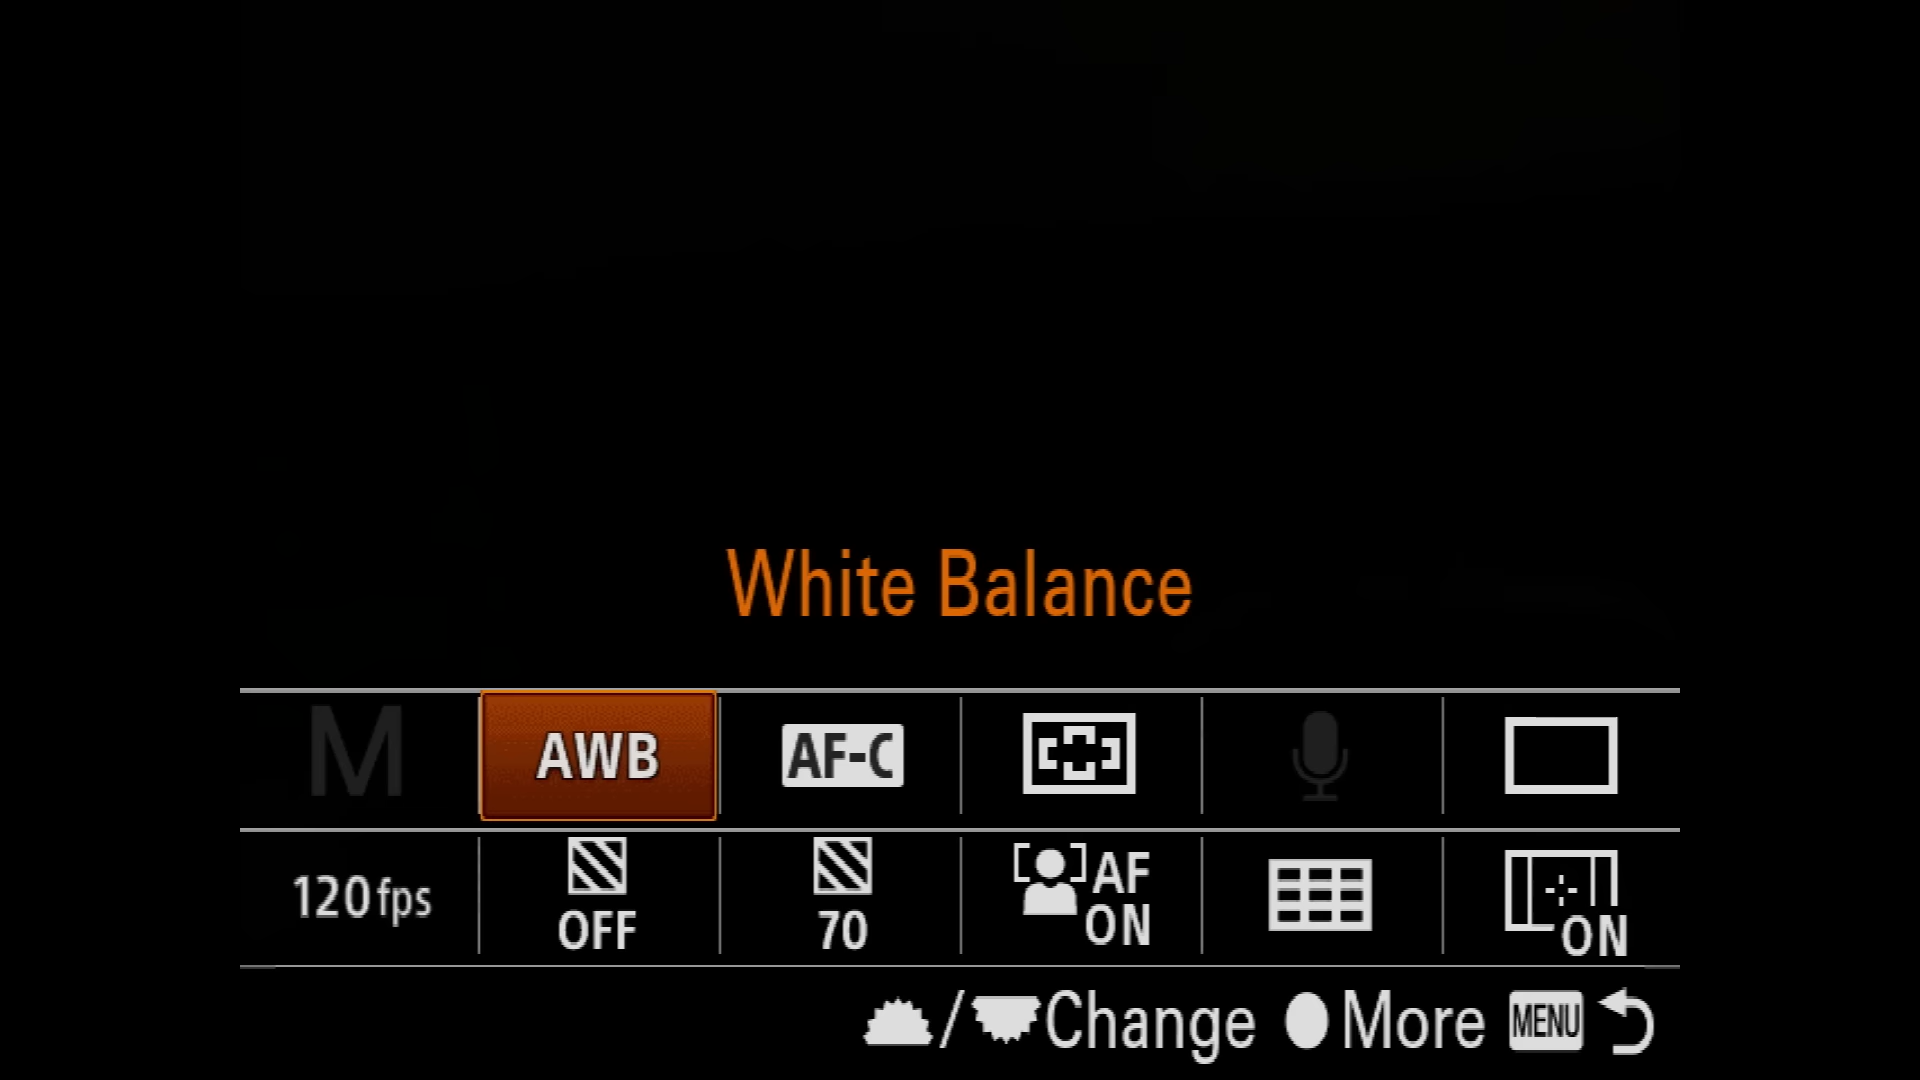 White Balance
M AWB AF-C
120fps OFF 70 AF ON ON
/ Change More MENU